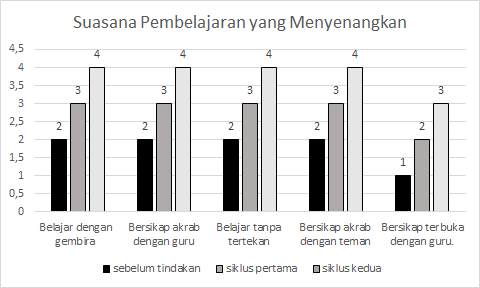 Suasana Pembelajaran yang Menyenangkan
4,5
4
3,5
3
2,5
2
1,5
1
0,5
0
2 3 4
2 3 4
2 3 4
2 3 4
1 2 3
Belajar dengan
gembira
Bersikap akrab
dengan guru
Belajar tanpa
tertekan
Bersikap akrab
dengan teman
Bersikap terbuka
dengan guru.
sebelum tindakan siklus pertama siklus kedua